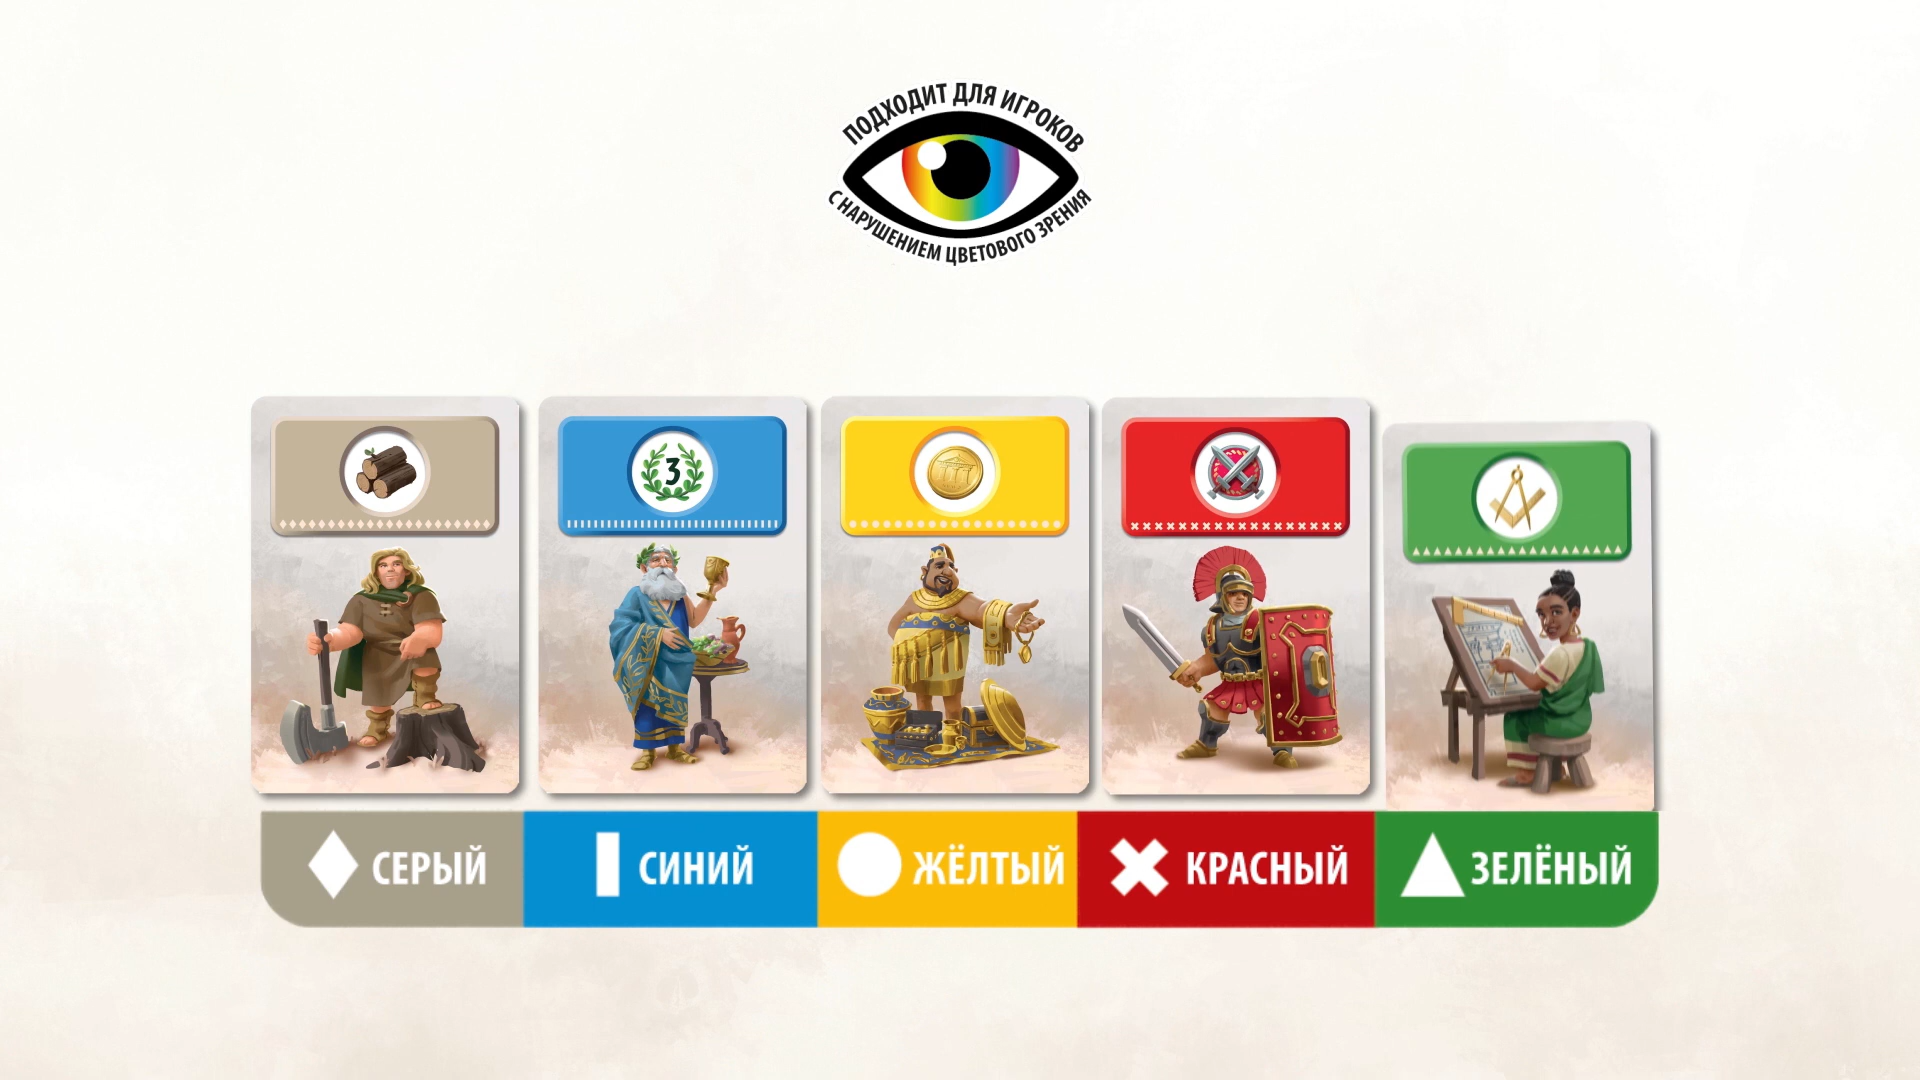 ПОДХОДИТ ДЛЯ ИГРОКОВ
С НАРУШЕНИЕМ ЦВЕТОВОГО ЗРЕНИЯ
3
СЕРЫЙ
СИНИЙ
ЖЁЛТЫЙ
КРАСНЫЙ
ЗЕЛЁНЫЙ